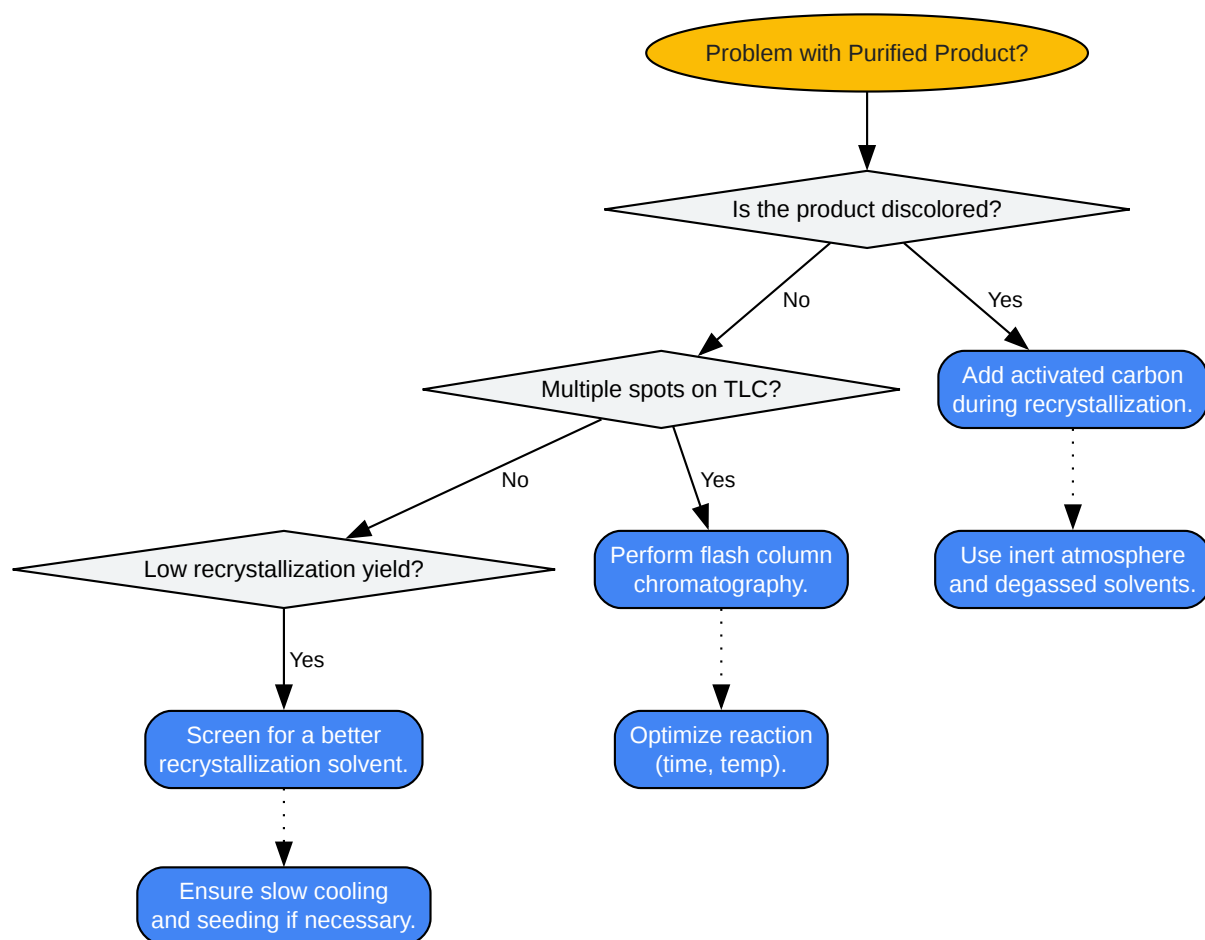 Problem with Purified Product?
Is the product discolored?
No
Yes
Multiple spots on TLC?
Add activated carbon
during recrystallization.
No
Yes
Low recrystallization yield?
Perform flash column
chromatography.
Use inert atmosphere
and degassed solvents.
Yes
Screen for a better
recrystallization solvent.
Optimize reaction
(time, temp).
Ensure slow cooling
and seeding if necessary.